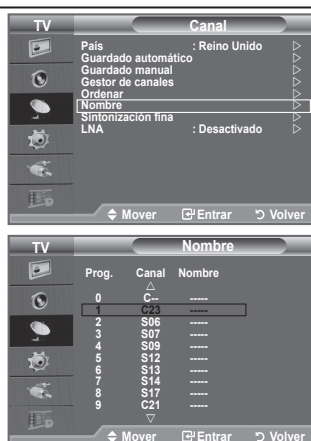 TV Canal
País : Reino Unido ▷
Guardado automático ▷
Guardado manual ▷
Gestor de canales ▷
Ordenar ▷
Nombre ▷
Sintonización fina ▷
LNA : Desactivado ▷
Mover Entrar Volver
TV Nombre
Prog. Canal Nombre
△
0 C-- -----
1 C23 -----
2 S06 -----
3 S07 -----
4 S09 -----
5 S12 -----
6 S13 -----
7 S14 -----
8 S17 -----
9 C21 -----
▽
Mover Entrar Volver